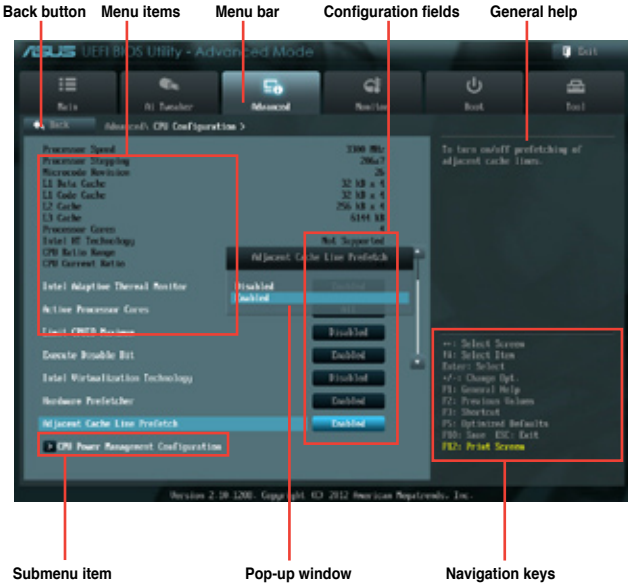 Back button Menu items Menu bar Configuration fields General help
ASUS UEFI BIOS Utility - Advanced Mode Exit
Main Ai Tweaker Advanced Monitor Boot Tool
Back Advanced\ CPU Configuration >
Processor Speed 3300 MHz
Processor Stepping 206a7
Microcode Revision 26
L1 Data Cache 32 kB x 4
L1 Code Cache 32 kB x 4
L2 Cache 256 kB x 4
L3 Cache 6144 kB
Processor Cores 4
Intel HT Technology Not Supported
CPU Ratio Range
CPU Current Ratio
To turn on/off prefetching of
adjacent cache lines.
Adjacent Cache Line Prefetch
Disabled
Enabled
Intel Adaptive Thermal Monitor Enabled
Active Processor Cores All
Limit CPUID Maximum Disabled
Execute Disable Bit Enabled
Intel Virtualization Technology Disabled
Hardware Prefetcher Enabled
Adjacent Cache Line Prefetch Enabled
> CPU Power Management Configuration
→←: Select Screen
↑↓: Select Item
Enter: Select
+/-: Change Opt.
F1: General Help
F2: Previous Values
F3: Shortcut
F5: Optimized Defaults
F10: Save ESC: Exit
F12: Print Screen
Version 2.10.1208. Copyright (C) 2012 American Megatrends, Inc.
Submenu item Pop-up window Navigation keys